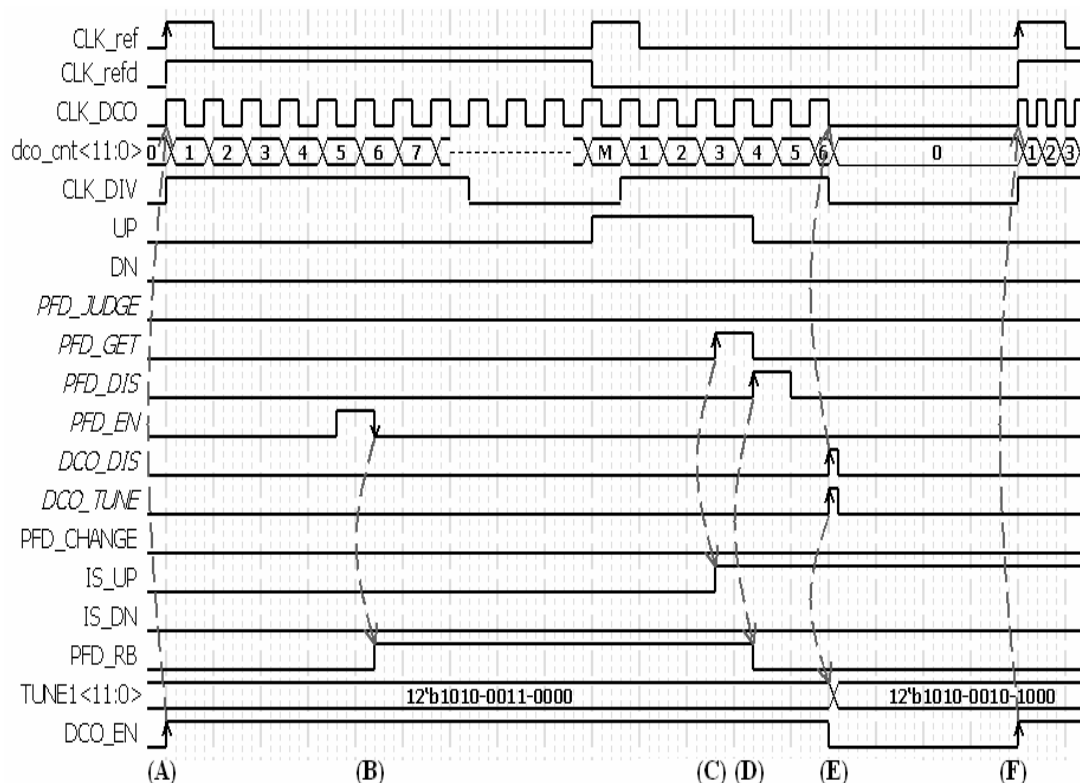 CLK_ref
CLK_refd
CLK_DCO
dco_cnt<11:0> 0 1 2 3 4 5 6 7 M 1 2 3 4 5 6 0 1 2 3
CLK_DIV
UP
DN
PFD_JUDGE
PFD_GET
PFD_DIS
PFD_EN
DCO_DIS
DCO_TUNE
PFD_CHANGE
IS_UP
IS_DN
PFD_RB
TUNE1<11:0> 12'b1010-0011-0000 12'b1010-0010-1000
DCO_EN
(A) (B) (C) (D) (E) (F)